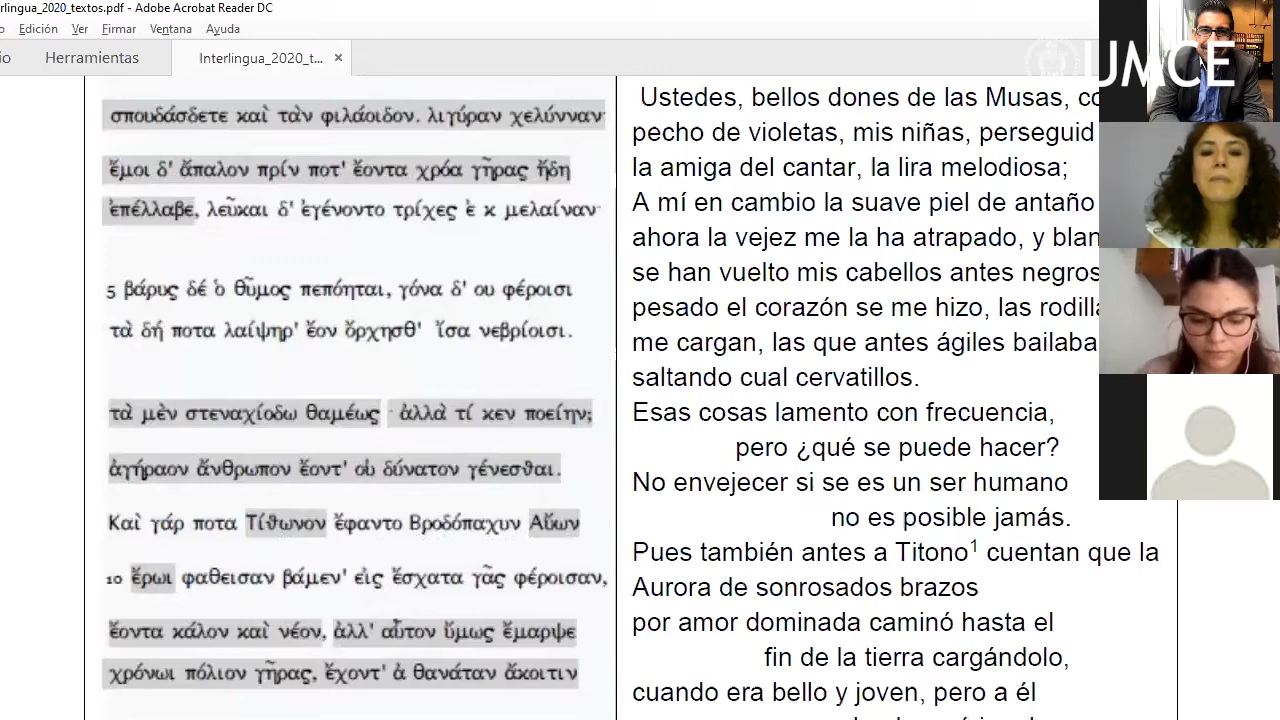 rlingua_2020_textos.pdf - Adobe Acrobat Reader DC
o Edición Ver Firmar Ventana Ayuda
io Herramientas Interlingua_2020_t... ×
UMCE
σπουδάσδετε καὶ τὰν φιλάοιδον. λιγύραν χελύνναν·
ἔμοι δ' ἄπαλον πρίν ποτ' ἔοντα χρόα γῆρας ἤδη
ἐπέλλαβε, λεῦκαι δ' ἐγένοντο τρίχες ἐ κ μελαίναν·
5 βάρυς δέ ὀ θῦμος πεπόηται, γόνα δ' ου φέροισι
τὰ δή ποτα λαίψηρ' ἔον ὄρχησθ' ἴσα νεβρίοισι.
τὰ μὲν στεναχίσδω θαμέως · ἀλλὰ τί κεν ποείην;
ἀγήραον ἄνθρωπον ἔοντ' οὐ δύνατον γένεσθαι.
Καὶ γάρ ποτα Τίθωνον ἔφαντο Βροδόπαχυν Αὔων
10 ἔρωι φαθεισαν βάμεν' εἰς ἔσχατα γᾶς φέροισαν,
ἔοντα κάλον καὶ νέον, ἀλλ' αὖτον ὔμως ἔμαρψε
χρόνωι πόλιον γῆρας, ἔχοντ' ἀ θανάταν ἄκοιτιν
Ustedes, bellos dones de las Musas, co
pecho de violetas, mis niñas, perseguid
la amiga del cantar, la lira melodiosa;
A mí en cambio la suave piel de antaño
ahora la vejez me la ha atrapado, y blan
se han vuelto mis cabellos antes negros
pesado el corazón se me hizo, las rodilla
me cargan, las que antes ágiles bailaba
saltando cual cervatillos.
Esas cosas lamento con frecuencia,
pero ¿qué se puede hacer?
No envejecer si se es un ser humano
no es posible jamás.
Pues también antes a Titono1 cuentan que la
Aurora de sonrosados brazos
por amor dominada caminó hasta el
fin de la tierra cargándolo,
cuando era bello y joven, pero a él